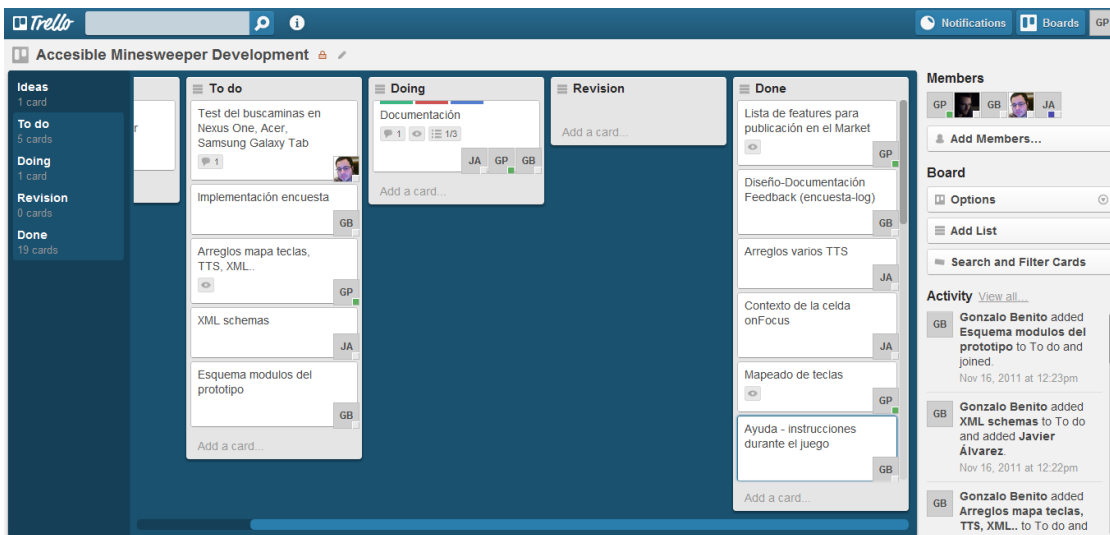 Trello
Notifications
Boards
GP
Accesible Minesweeper Development
Ideas
1 card
To do
5 cards
Doing
1 card
Revision
0 cards
Done
19 cards
r
To do
Test del buscaminas en
Nexus One, Acer,
Samsung Galaxy Tab
1
Implementación encuesta
GB
Arreglos mapa teclas,
TTS, XML..
GP
XML schemas
JA
Esquema modulos del
prototipo
GB
Add a card...
Doing
Documentación
1 1/3
JA GP GB
Add a card...
Revision
Add a card...
Done
Lista de features para
publicación en el Market
GP
Diseño-Documentación
Feedback (encuesta-log)
GB
Arreglos varios TTS
JA
Contexto de la celda
onFocus
JA
Mapeado de teclas
GP
Ayuda - instrucciones
durante el juego
GB
Add a card...
Members
GP GB JA
Add Members...
Board
Options
Add List
Search and Filter Cards
Activity View all...
GB
Gonzalo Benito added
Esquema modulos del
prototipo to To do and
joined.
Nov 16, 2011 at 12:23pm
GB
Gonzalo Benito added
XML schemas to To do
and added Javier
Álvarez.
Nov 16, 2011 at 12:22pm
GB
Gonzalo Benito added
Arreglos mapa teclas,
TTS, XML.. to To do and